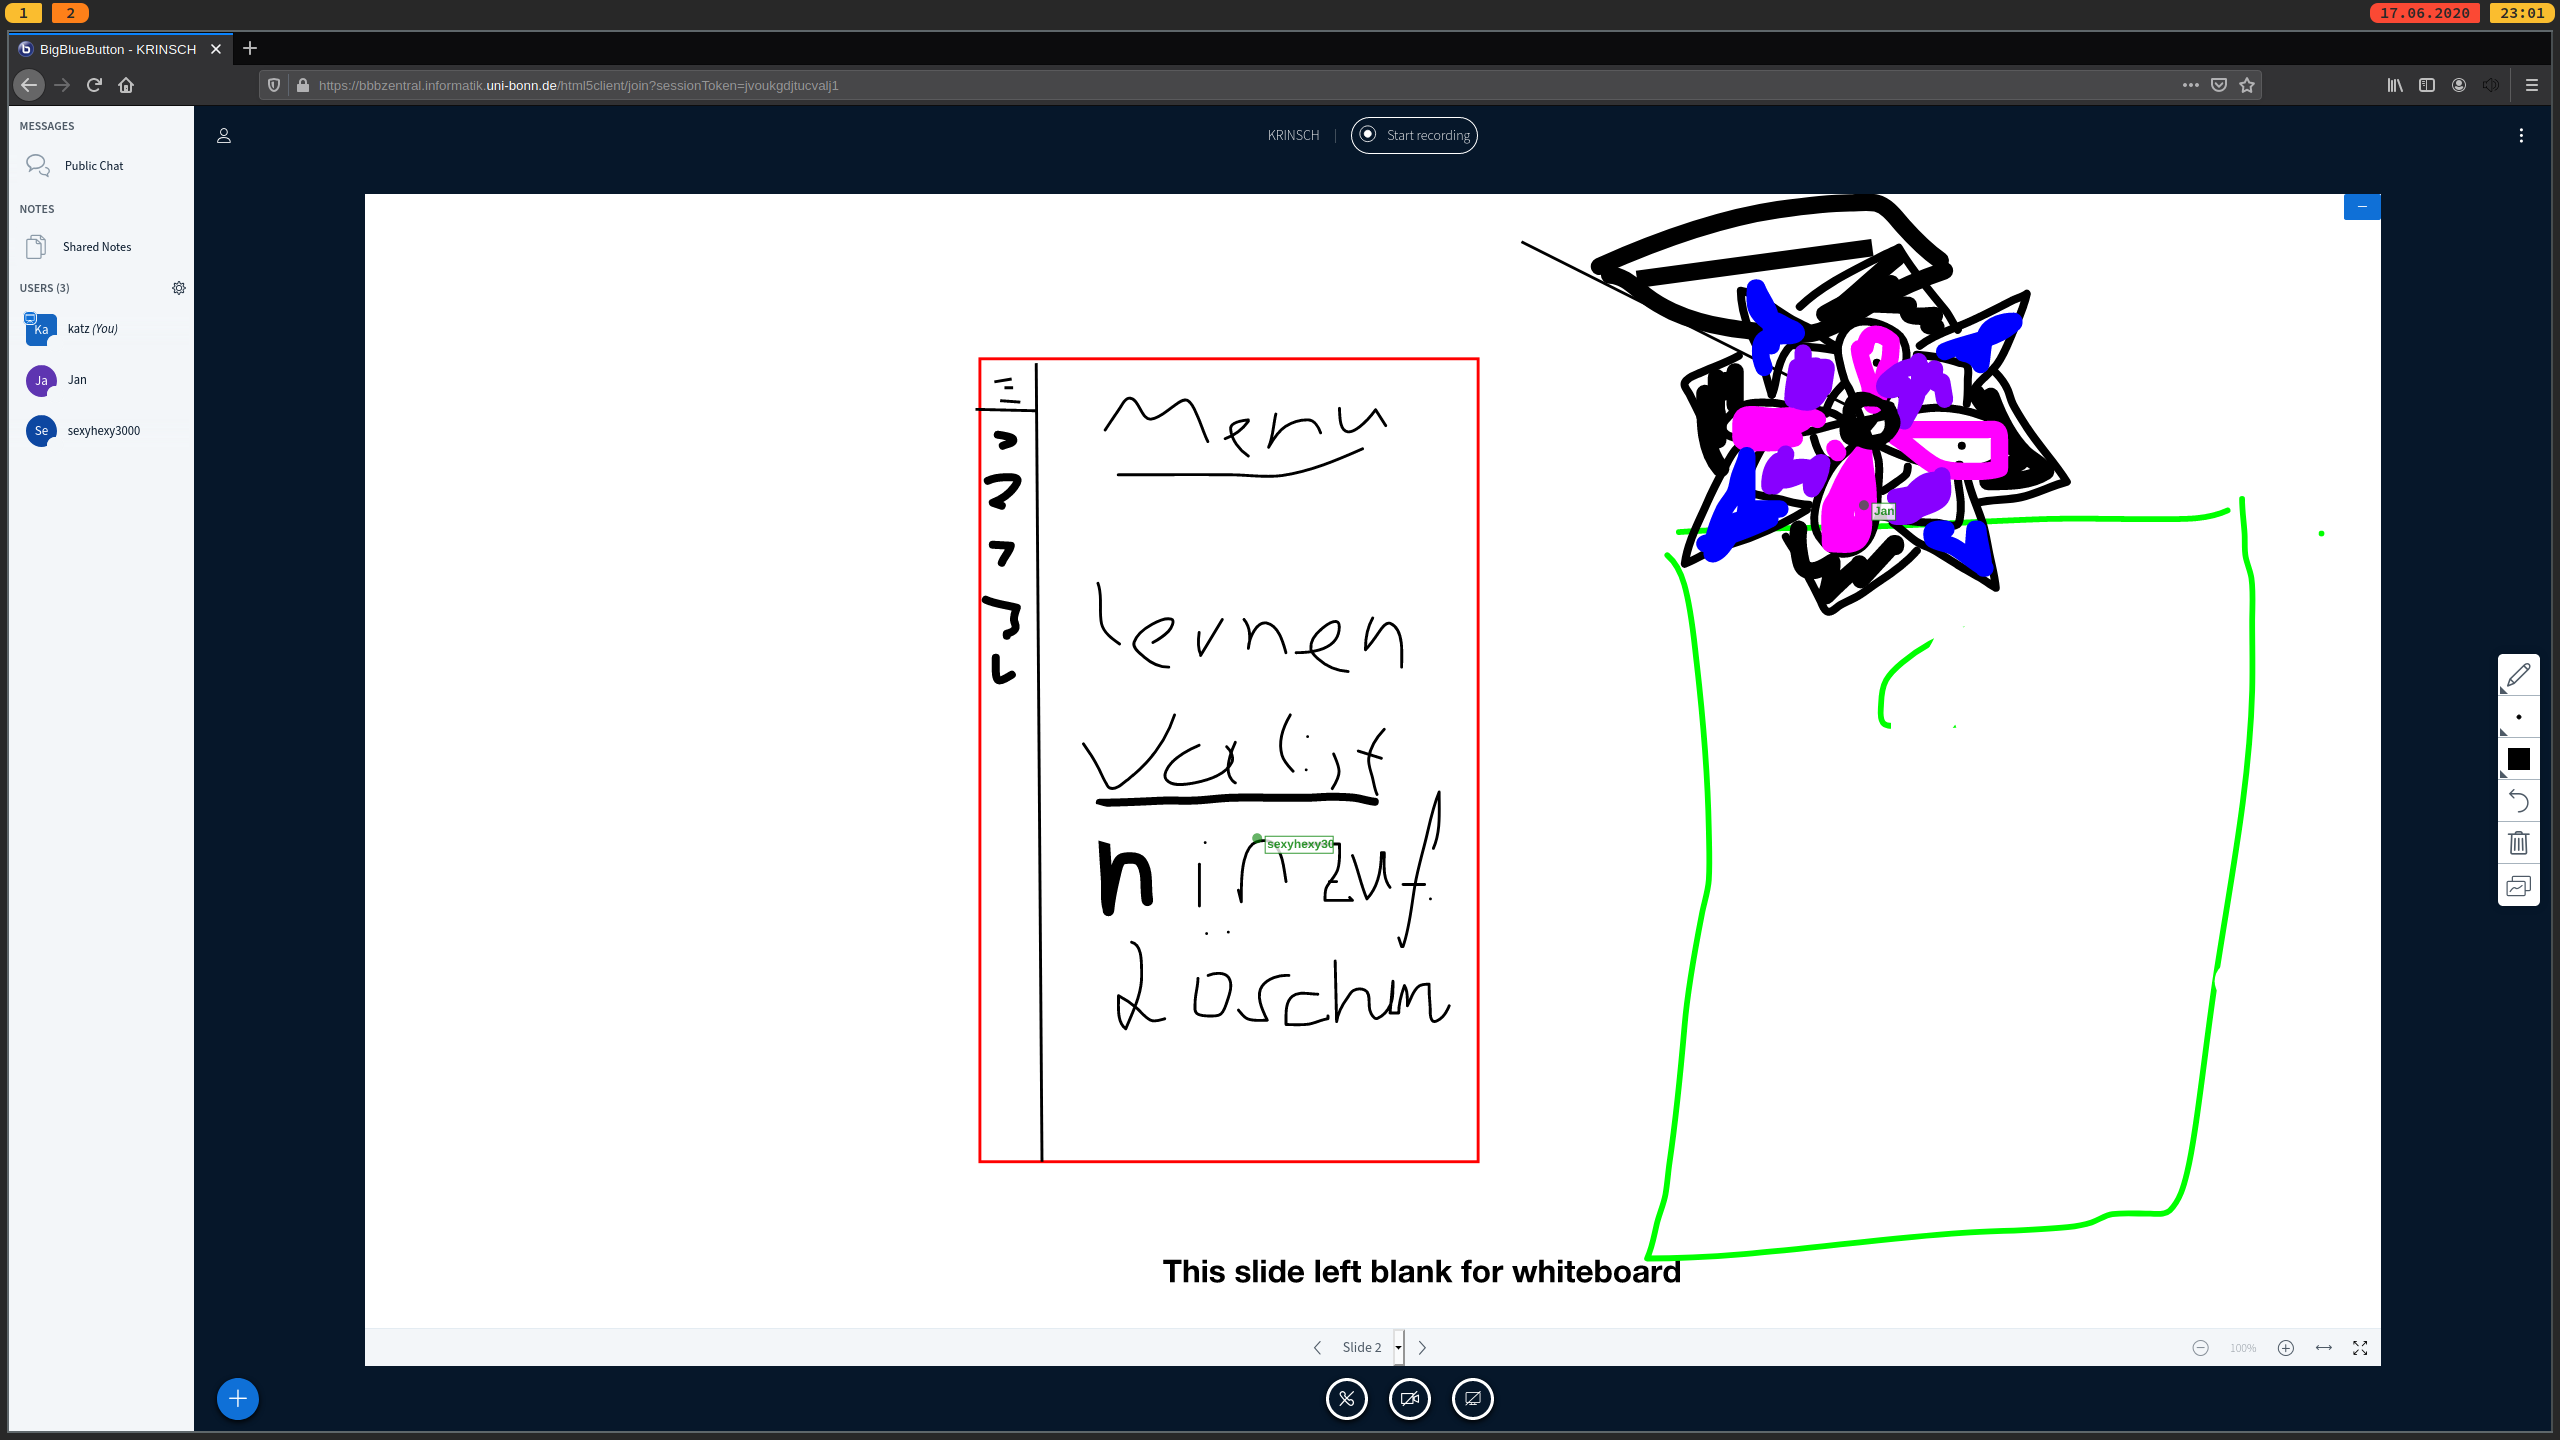 1 2 17.06.2020 23:01
BigBlueButton - KRINSCH
https://bbbzentral.informatik.uni-bonn.de/html5client/join?sessionToken=jvoukgdjtucvalj1
MESSAGES
Public Chat
NOTES
Shared Notes
USERS (3)
Ka katz (You)
Ja Jan
Se sexyhexy3000
KRINSCH | Start recording
Menu
lernen
Jan
sexyhexy30
This slide left blank for whiteboard
Slide 2
100%